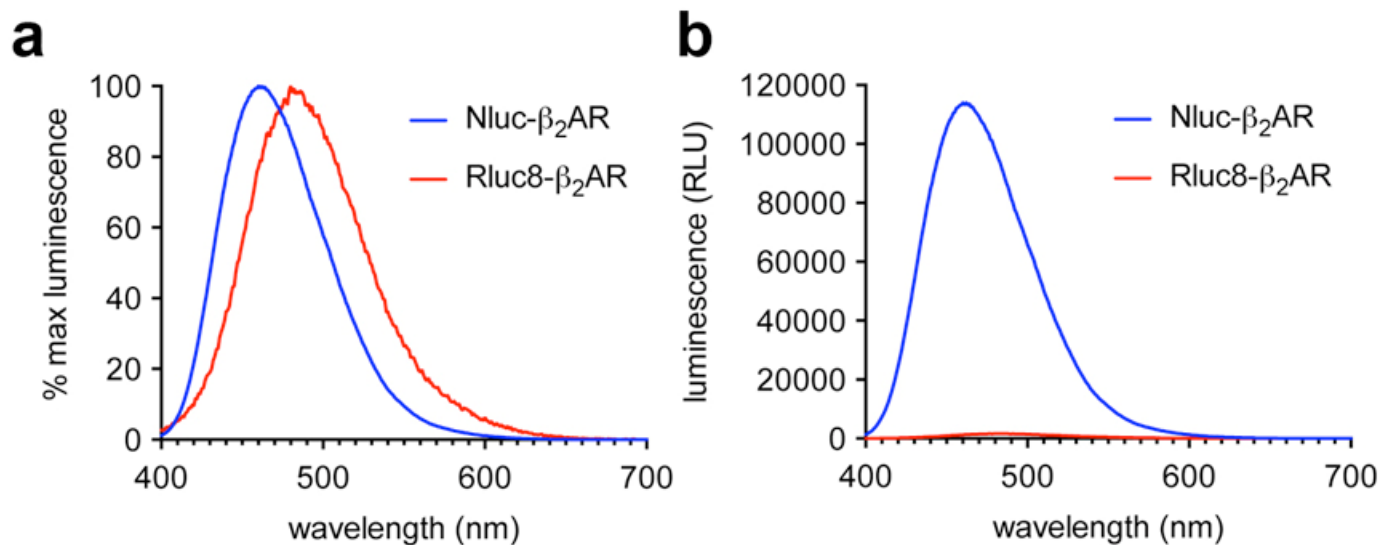 a
% max luminescence
100
80
60
40
20
0
Nluc-β₂AR
Rluc8-β₂AR
400
500
600
700
wavelength (nm)
b
luminescence (RLU)
120000
100000
80000
60000
40000
20000
0
Nluc-β₂AR
Rluc8-β₂AR
400
500
600
700
wavelength (nm)